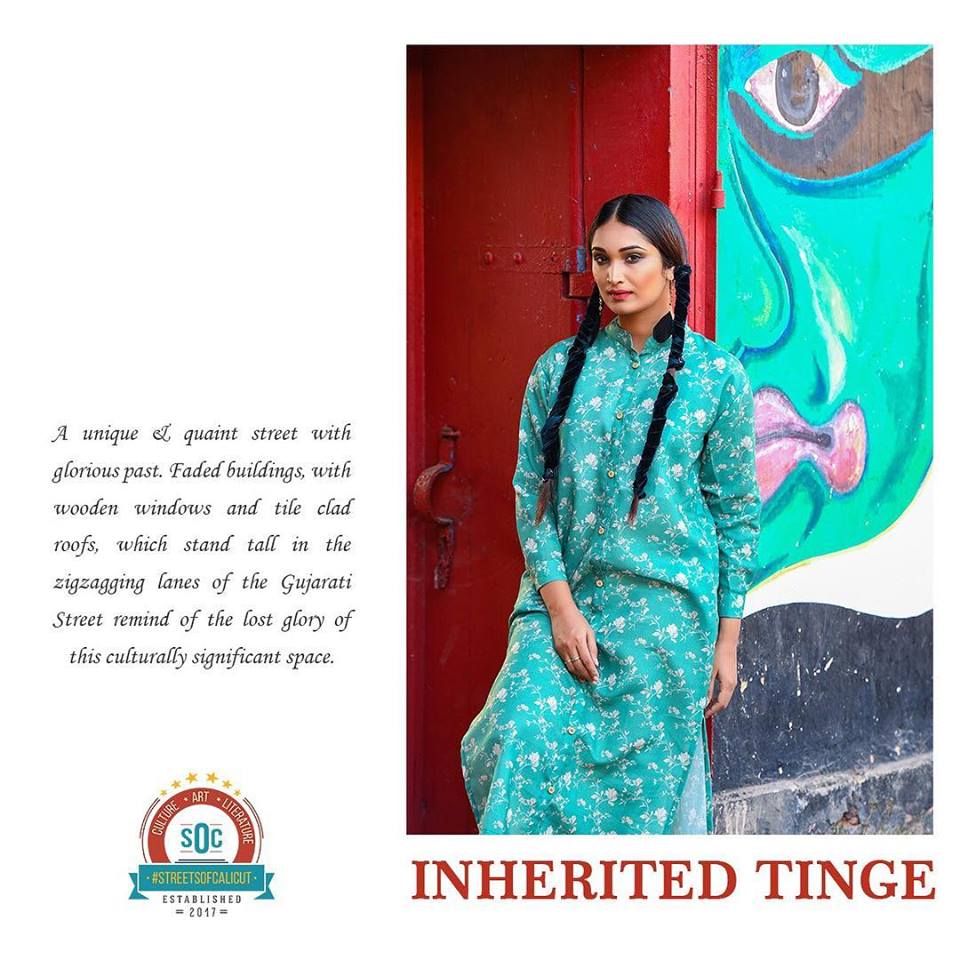 A unique & quaint street with
glorious past. Faded buildings, with
wooden windows and tile clad
roofs, which stand tall in the
zigzagging lanes of the Gujarati
Street remind of the lost glory of
this culturally significant space.
CULTURE • ART • LITERATURE
SOC
· #STREETSOFCALICUT ·
ESTABLISHED
= 2017 =
INHERITED TINGE